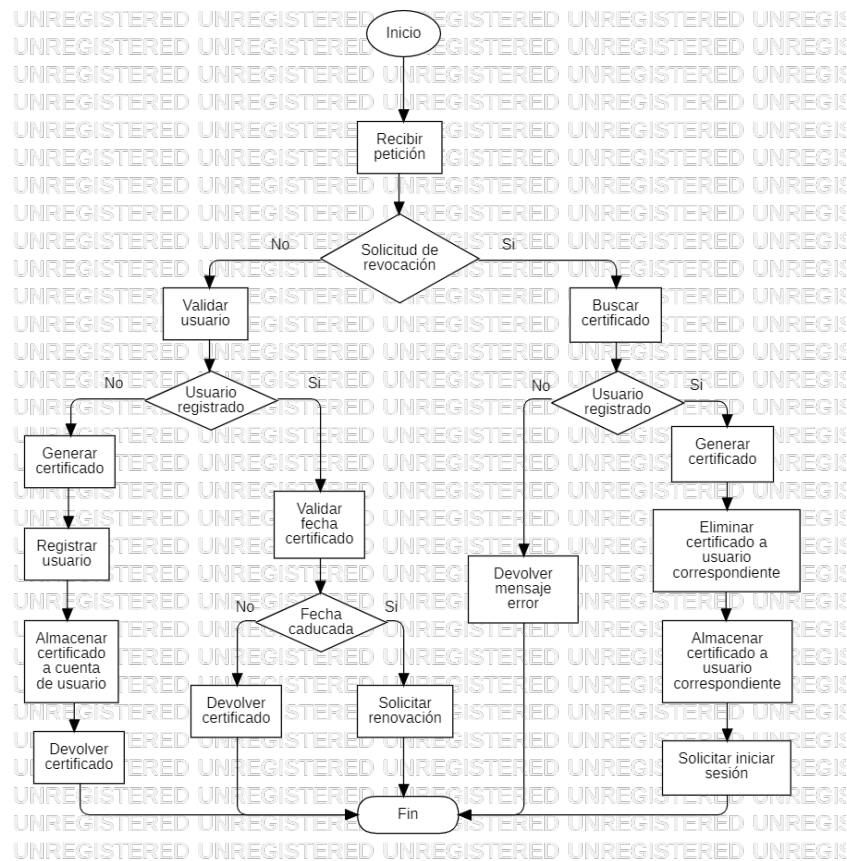 Inicio
Recibir
petición
Solicitud de
revocación
No
Si
Validar
usuario
Buscar
certificado
Usuario
registrado
No
Si
Usuario
registrado
No
Si
Generar
certificado
Registrar
usuario
Almacenar
certificado
a cuenta
de usuario
Devolver
certificado
Validar
fecha
certificado
Fecha
caducada
No
Si
Devolver
certificado
Solicitar
renovación
Devolver
mensaje
error
Generar
certificado
Eliminar
certificado a
usuario
correspondiente
Almacenar
certificado a
usuario
correspondiente
Solicitar iniciar
sesión
Fin
UNREGISTERED